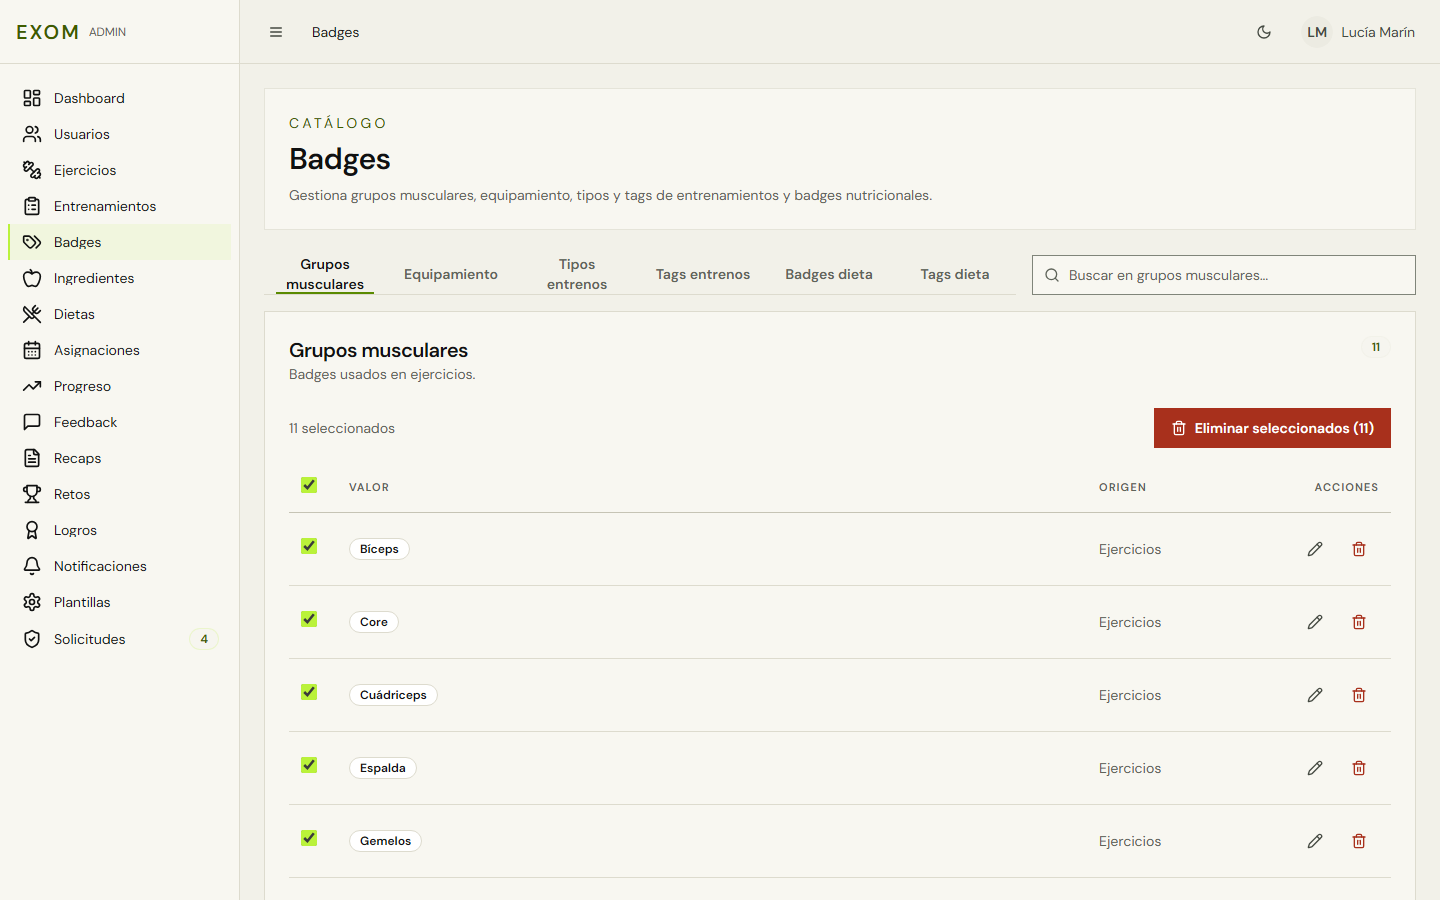 EXOM ADMIN
Badges
LM Lucía Marín
Dashboard
Usuarios
Ejercicios
Entrenamientos
Badges
Ingredientes
Dietas
Asignaciones
Progreso
Feedback
Recaps
Retos
Logros
Notificaciones
Plantillas
Solicitudes 4
CATÁLOGO
Badges
Gestiona grupos musculares, equipamiento, tipos y tags de entrenamientos y badges nutricionales.
Grupos
musculares
Equipamiento
Tipos
entrenos
Tags entrenos
Badges dieta
Tags dieta
Buscar en grupos musculares...
Grupos musculares
11
Badges usados en ejercicios.
11 seleccionados
Eliminar seleccionados (11)
VALOR ORIGEN ACCIONES
Bíceps Ejercicios
Core Ejercicios
Cuádriceps Ejercicios
Espalda Ejercicios
Gemelos Ejercicios